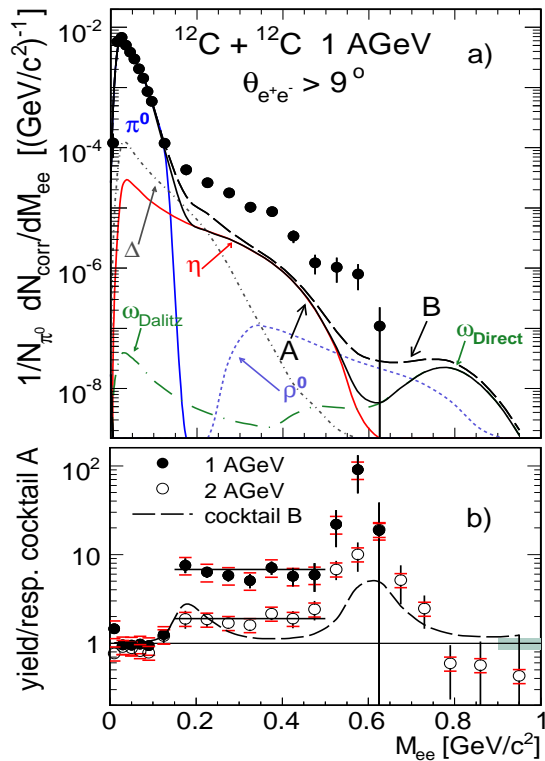 ¹²C + ¹²C 1 AGeV
a)
θe⁺e⁻ > 9°
1/Nπ⁰ dNcorr/dMee [(GeV/c²)⁻¹]
10⁻²
10⁻⁴
10⁻⁶
10⁻⁸
π⁰
Δ
η
ωDalitz
A
B
ωDirect
ρ⁰
yield/resp. cocktail A
10²
10
1
1 AGeV
2 AGeV
cocktail B
b)
0 0.2 0.4 0.6 0.8 1
Mee [GeV/c²]